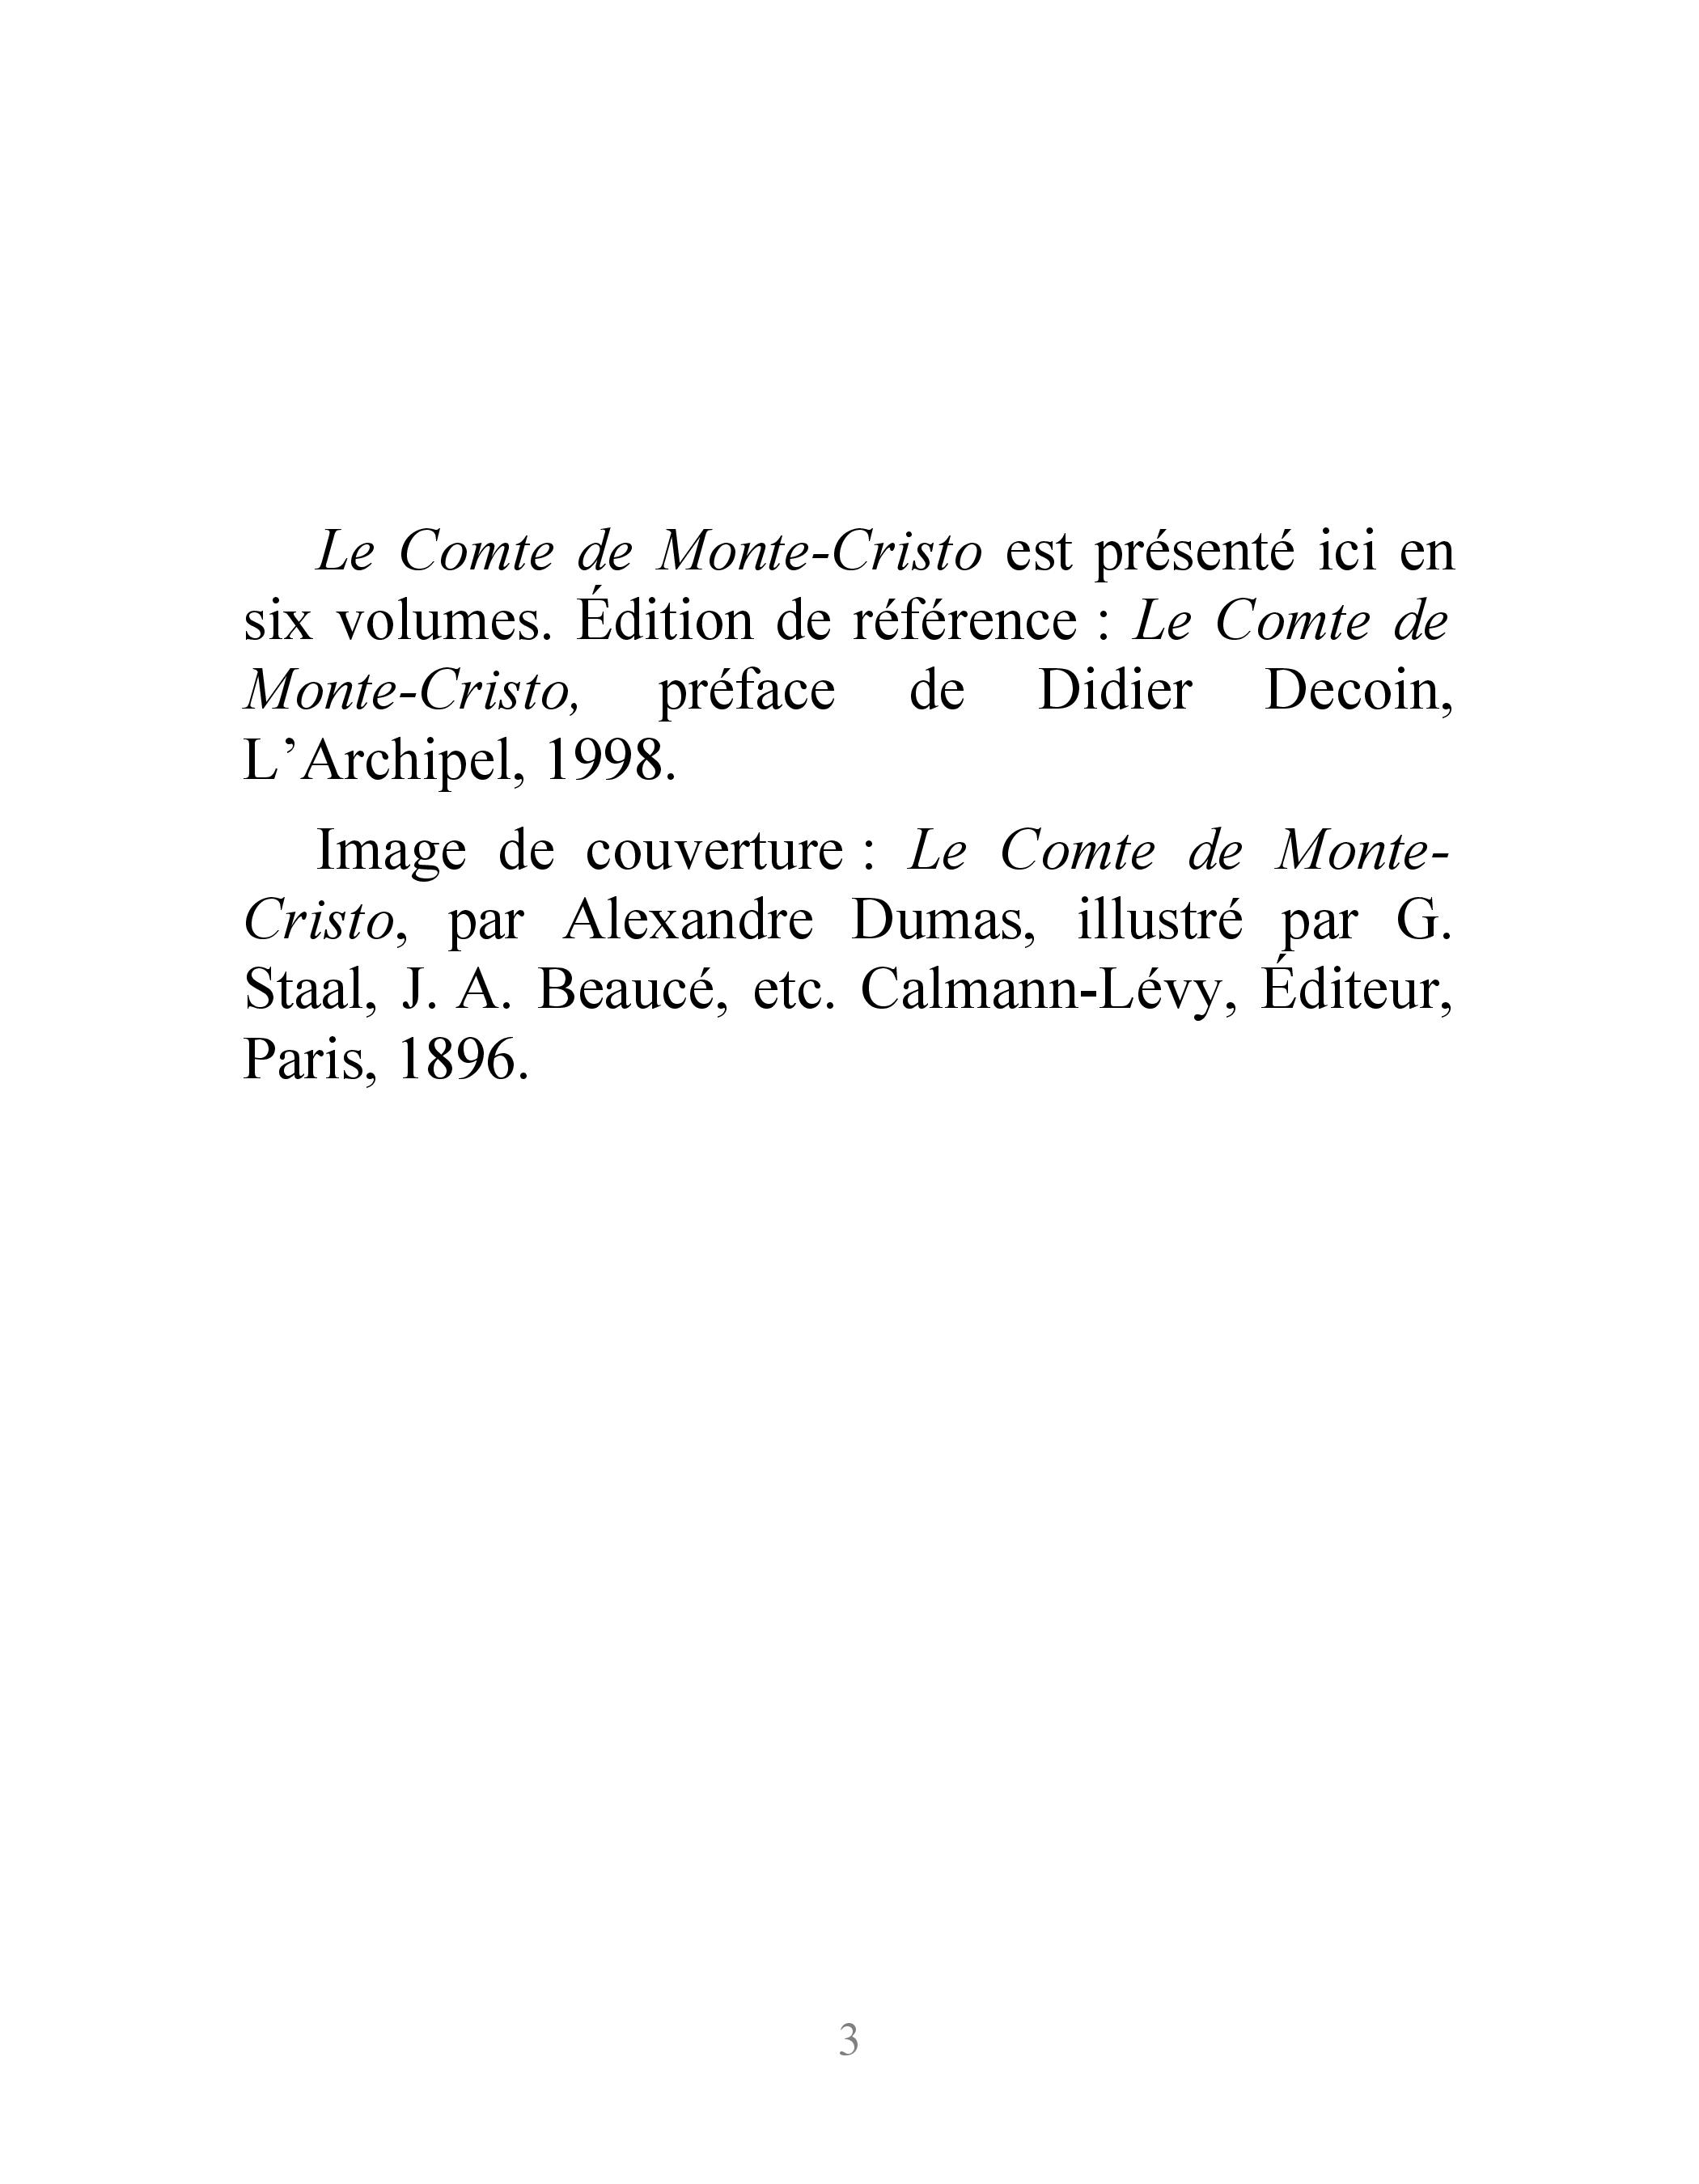 Le Comte de Monte-Cristo est présenté ici en
six volumes. Édition de référence : Le Comte de
Monte-Cristo, préface de Didier Decoin,
L’Archipel, 1998.
Image de couverture : Le Comte de Monte-
Cristo, par Alexandre Dumas, illustré par G.
Staal, J. A. Beaucé, etc. Calmann-Lévy, Éditeur,
Paris, 1896.
3